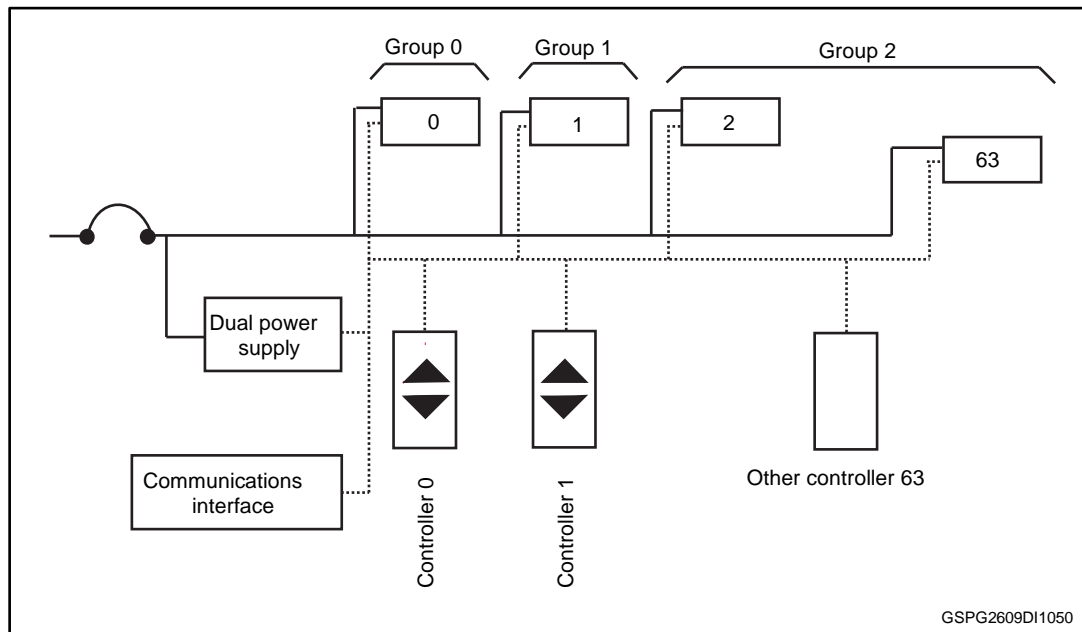 Group 0
Group 1
Group 2
0
1
2
63
Dual power
supply
Communications
interface
Controller 0
Controller 1
Other controller 63
GSPG2609DI1050